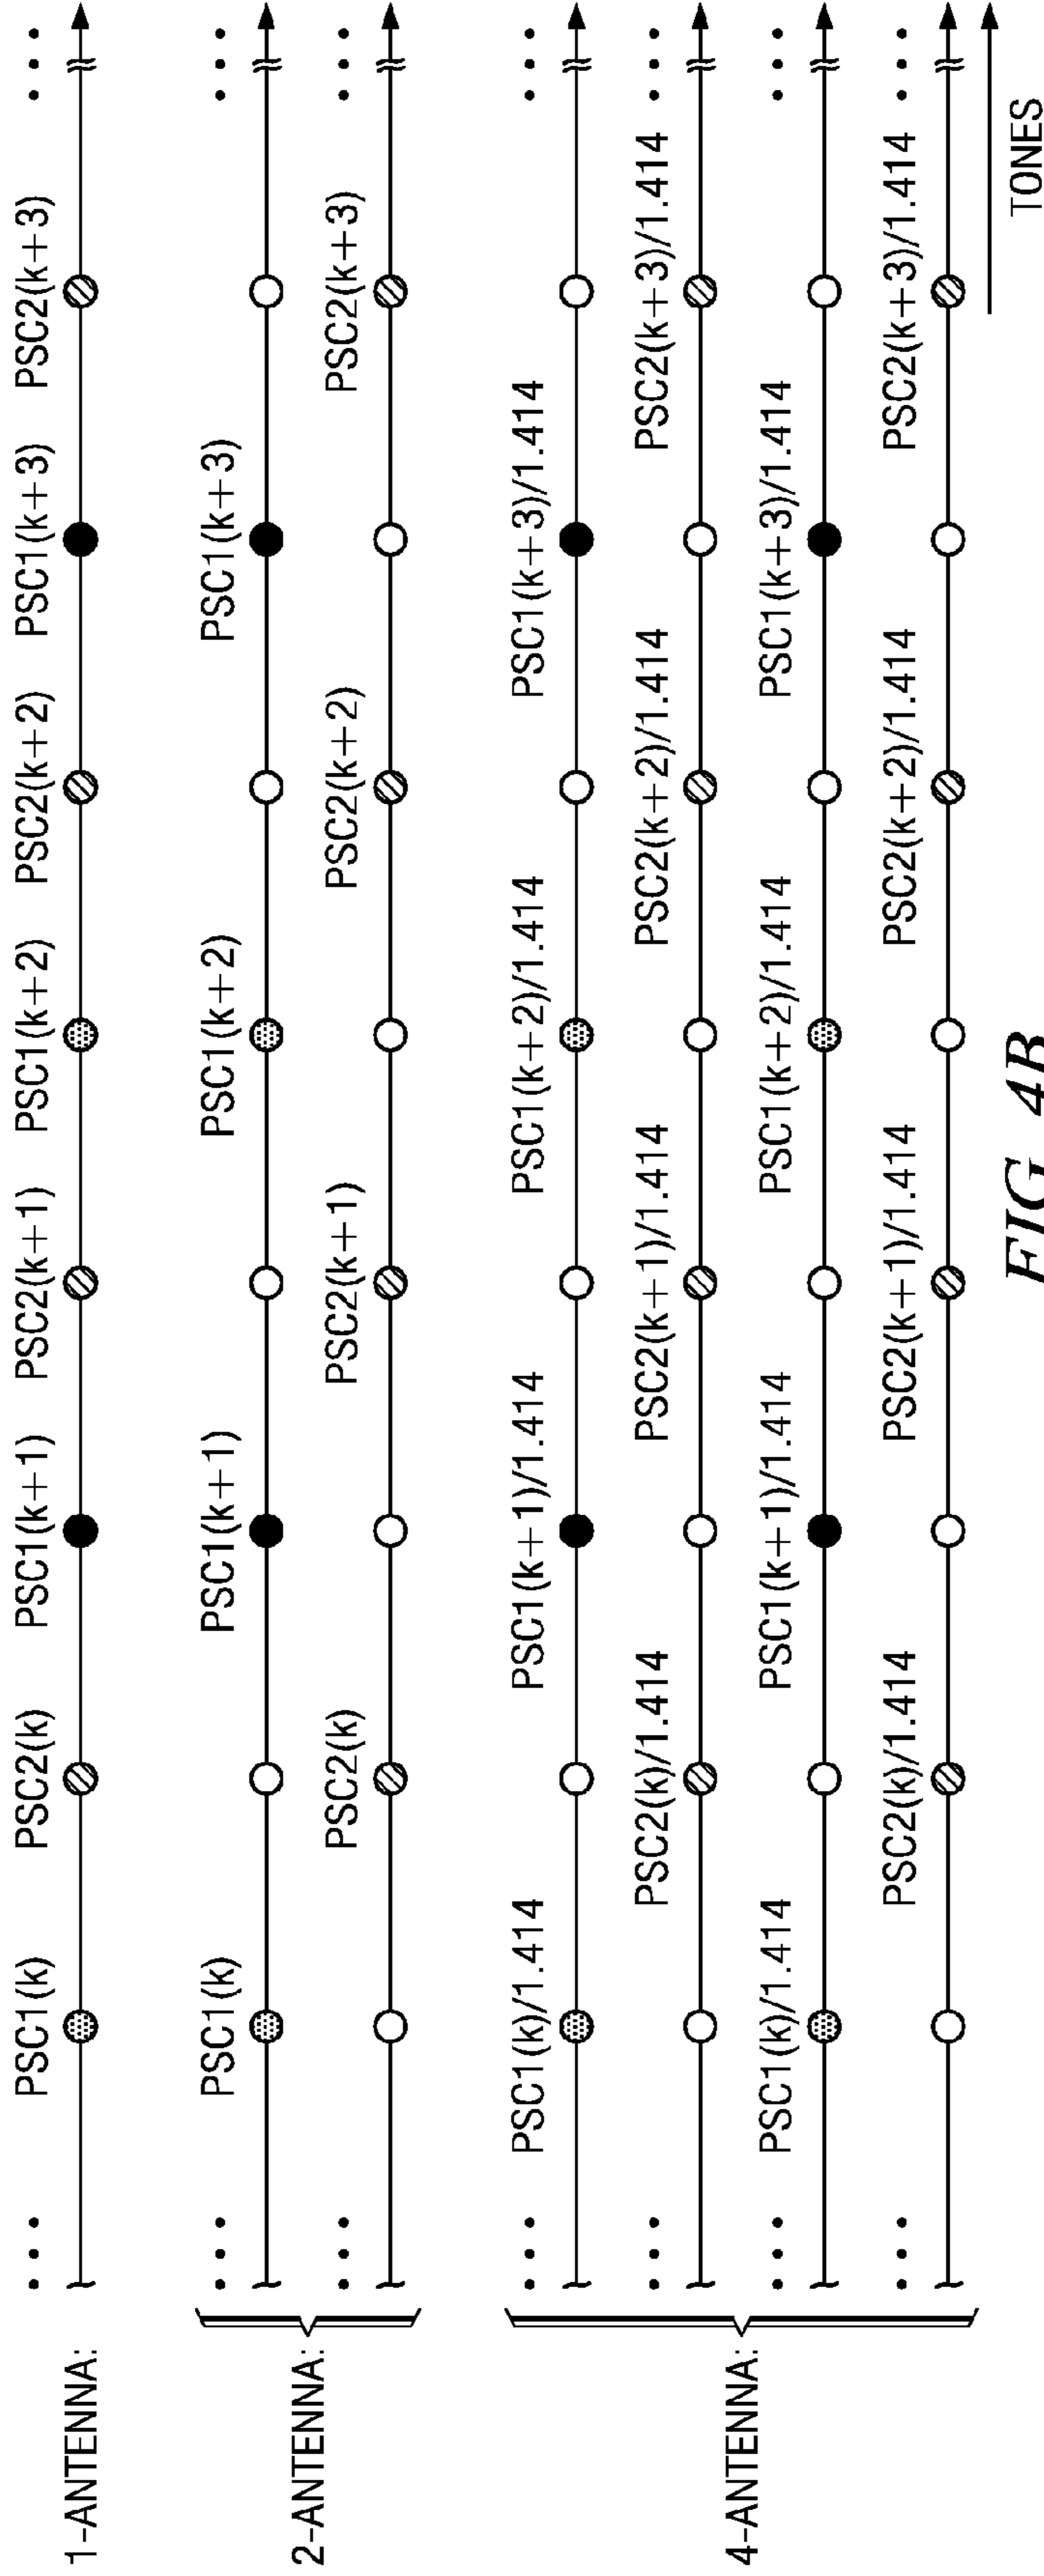 1-ANTENNA:
... PSC1(k) PSC2(k) PSC1(k+1) PSC2(k+1) PSC1(k+2) PSC2(k+2) PSC1(k+3) PSC2(k+3) ...
2-ANTENNA:
... PSC1(k) PSC1(k+1) PSC1(k+2) PSC1(k+3) ...
... PSC2(k) PSC2(k+1) PSC2(k+2) PSC2(k+3) ...
4-ANTENNA:
... PSC1(k)/1.414 PSC1(k+1)/1.414 PSC1(k+2)/1.414 PSC1(k+3)/1.414 ...
... PSC2(k)/1.414 PSC2(k+1)/1.414 PSC2(k+2)/1.414 PSC2(k+3)/1.414 ...
... PSC1(k)/1.414 PSC1(k+1)/1.414 PSC1(k+2)/1.414 PSC1(k+3)/1.414 ...
... PSC2(k)/1.414 PSC2(k+1)/1.414 PSC2(k+2)/1.414 PSC2(k+3)/1.414 ...
TONES
FIG. 4B